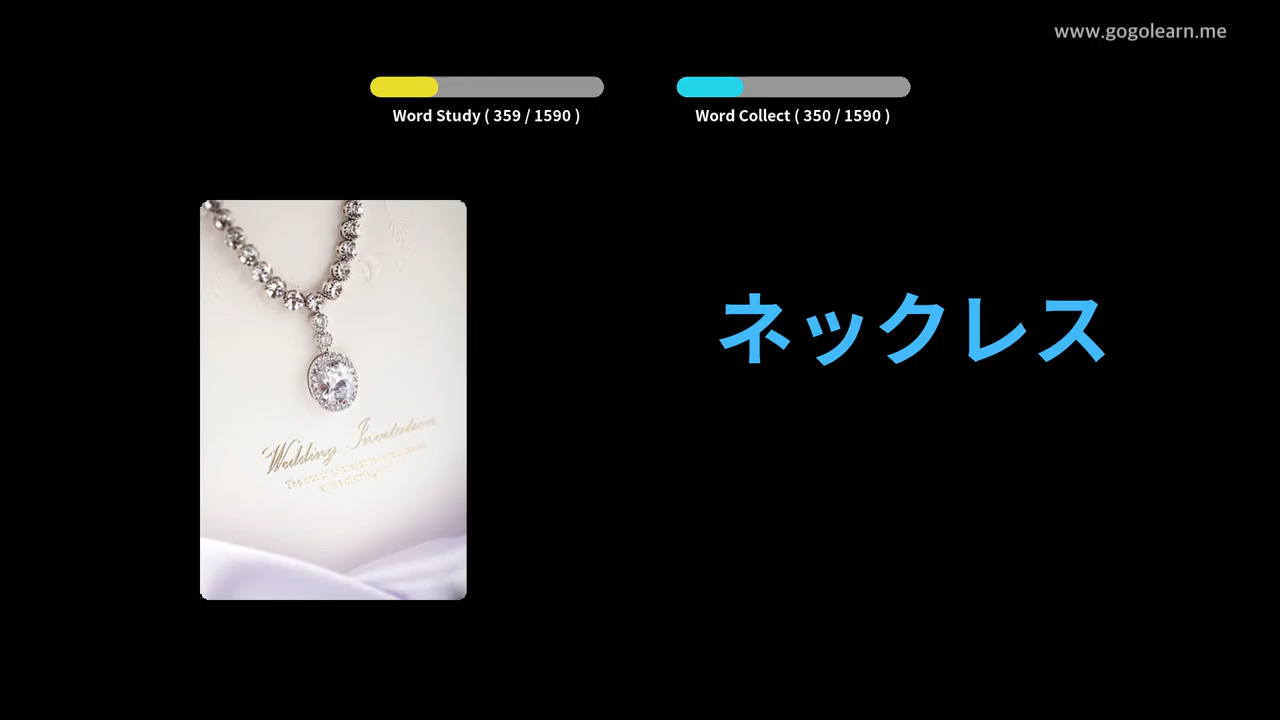 www.gogolearn.me
Word Study ( 359 / 1590 )
Word Collect ( 350 / 1590 )
ネックレス
Wedding Invitation